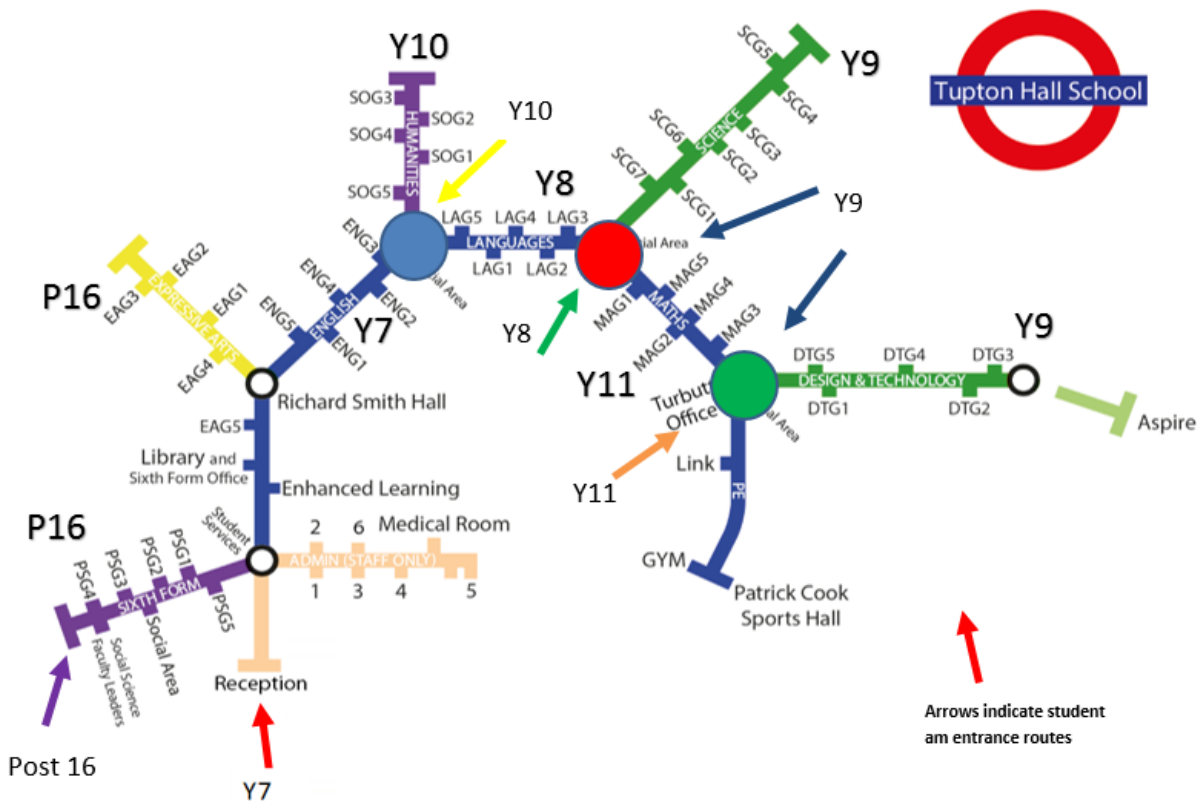 Y10
Y9
Tupton Hall School
SCG5
SCG4
SOG3
SOG2
HUMANITIES
SOG4
SOG1
SOG5
Y10
SCG6
SCIENCE
SCG3
SCG2
SCG7
SCG1
Y8
Y9
LAG5
LAG4
LAG3
LANGUAGES
LAG1
LAG2
ial Area
ial Area
ENG3
ENG4
ENG2
ENGLISH
ENG5
ENG1
Y7
EAG2
EAG3
EXPRESSIVE ARTS
EAG1
EAG4
P16
MAG5
MAG1
MATHS
MAG4
MAG2
MAG3
Y8
Y11
Y9
DTG5
DTG4
DTG3
DESIGN & TECHNOLOGY
DTG1
DTG2
Aspire
Richard Smith Hall
Office
al Area
EAG5
Library and
Sixth Form Office
Enhanced Learning
Link
Y11
PE
P16
Student
Services
2
6
Medical Room
ADMIN (STAFF ONLY)
1
3
4
5
PSG1
PSG2
PSG3
PSG4
SIXTH FORM
PSG5
Social Area
Social Science
Faculty Leaders
GYM
Patrick Cook
Sports Hall
Reception
Arrows indicate student
am entrance routes
Post 16
Y7